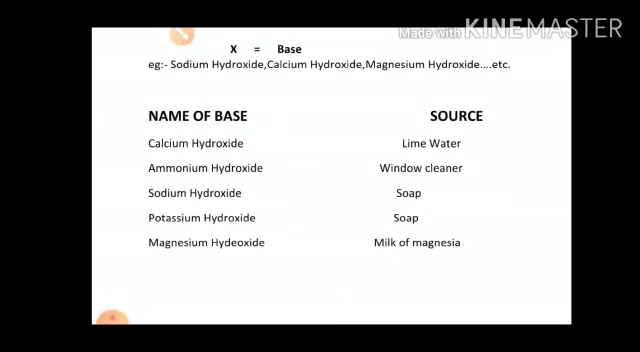 Made with KINEMASTER
X = Base
eg:- Sodium Hydroxide,Calcium Hydroxide,Magnesium Hydroxide....etc.
NAME OF BASE SOURCE
Calcium Hydroxide Lime Water
Ammonium Hydroxide Window cleaner
Sodium Hydroxide Soap
Potassium Hydroxide Soap
Magnesium Hydeoxide Milk of magnesia